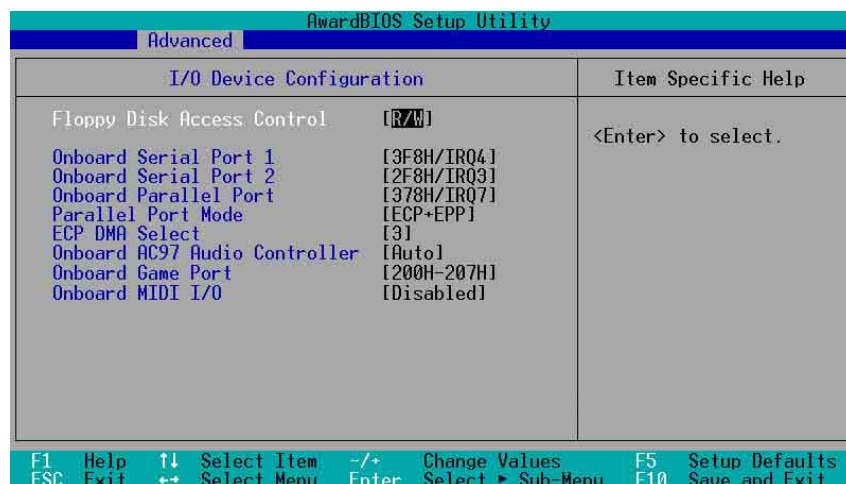 AwardBIOS Setup Utility
Advanced
I/O Device Configuration
Item Specific Help
Floppy Disk Access Control [R/W]
<Enter> to select.
Onboard Serial Port 1 [3F8H/IRQ4]
Onboard Serial Port 2 [2F8H/IRQ3]
Onboard Parallel Port [378H/IRQ7]
Parallel Port Mode [ECP+EPP]
ECP DMA Select [3]
Onboard AC97 Audio Controller [Auto]
Onboard Game Port [200H-207H]
Onboard MIDI I/O [Disabled]
F1 Help ↑↓ Select Item -/+ Change Values F5 Setup Defaults
ESC Exit ←→ Select Menu Enter Select ► Sub-Menu F10 Save and Exit